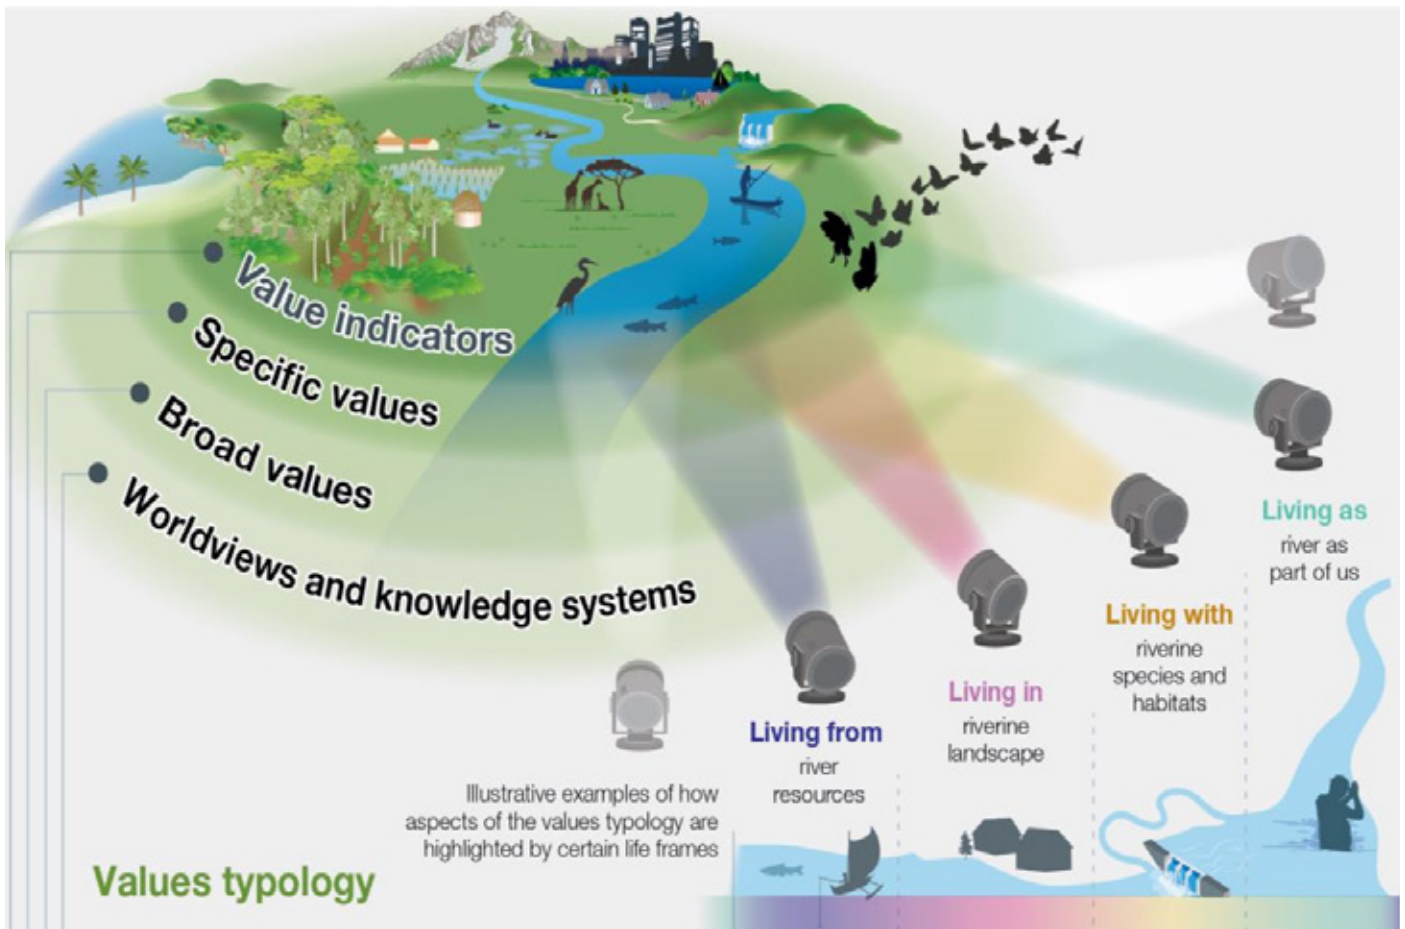 Value indicators
Specific values
Broad values
Worldviews and knowledge systems
Living as
river as
part of us
Living with
riverine
species and
habitats
Living in
riverine
landscape
Living from
river
resources
Illustrative examples of how
aspects of the values typology are
highlighted by certain life frames
Values typology